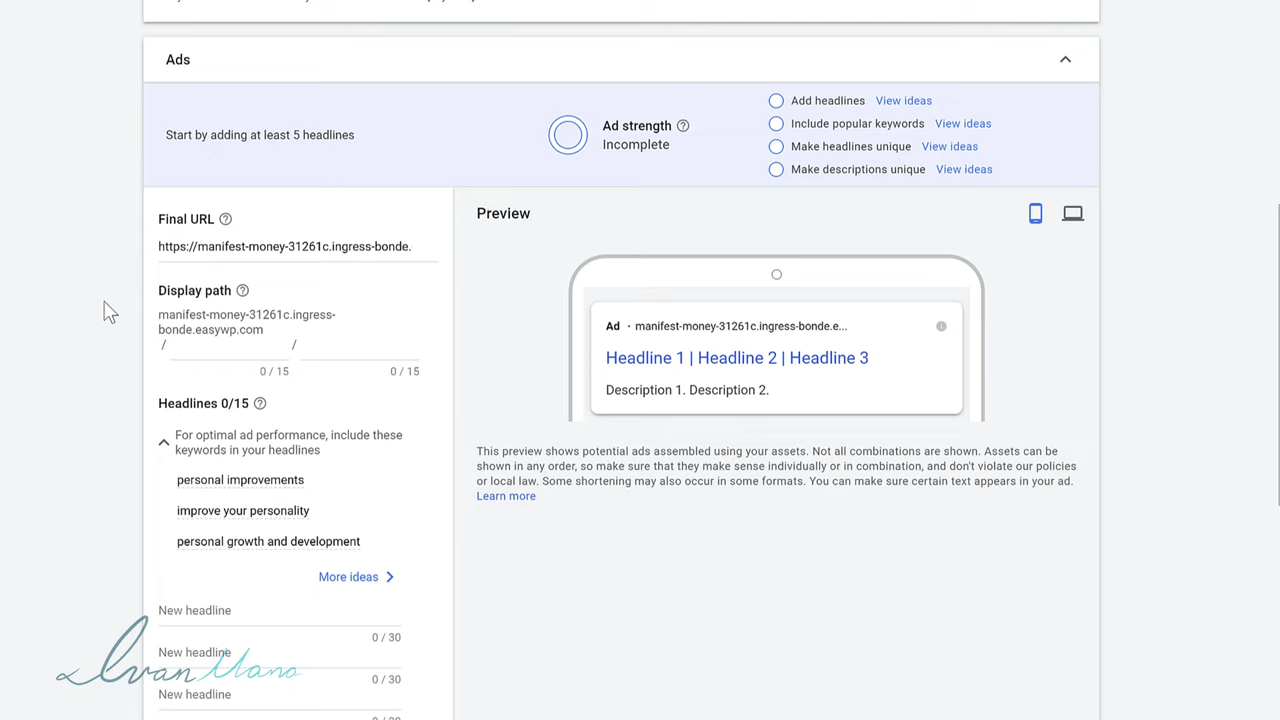 Ads
Start by adding at least 5 headlines
Ad strength
Incomplete
Add headlines View ideas
Include popular keywords View ideas
Make headlines unique View ideas
Make descriptions unique View ideas
Final URL
https://manifest-money-31261c.ingress-bonde.
Display path
manifest-money-31261c.ingress-
bonde.easywp.com
/ /
0 / 15 0 / 15
Headlines 0/15
For optimal ad performance, include these
keywords in your headlines
personal improvements
improve your personality
personal growth and development
More ideas
New headline
0 / 30
New headline
0 / 30
New headline
Ivan Mana
Preview
Ad · manifest-money-31261c.ingress-bonde.e...
Headline 1 | Headline 2 | Headline 3
Description 1. Description 2.
This preview shows potential ads assembled using your assets. Not all combinations are shown. Assets can be
shown in any order, so make sure that they make sense individually or in combination, and don't violate our policies
or local law. Some shortening may also occur in some formats. You can make sure certain text appears in your ad.
Learn more